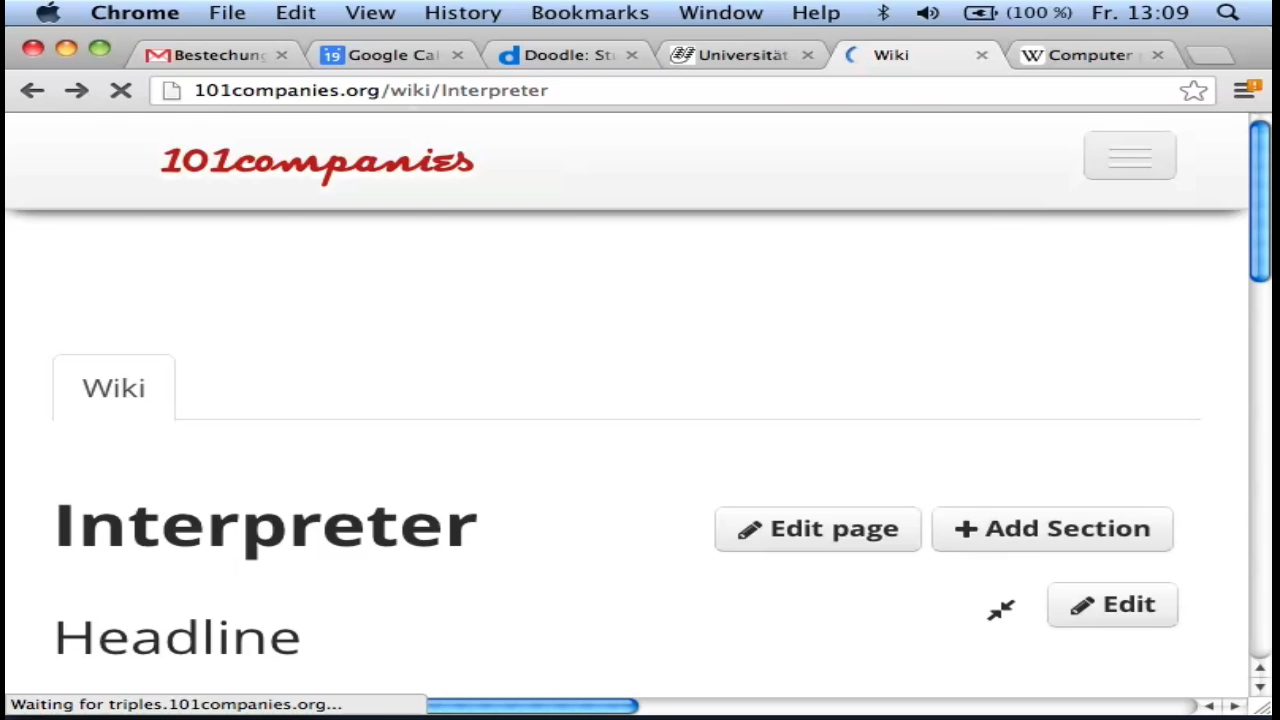 Chrome File Edit View History Bookmarks Window Help (100 %) Fr. 13:09
Bestechung 19 Google Cal Doodle: Stu Universität Wiki W Computer
101companies.org/wiki/Interpreter
101companies
Wiki
Interpreter Edit page + Add Section
Edit
Headline
Waiting for triples.101companies.org...